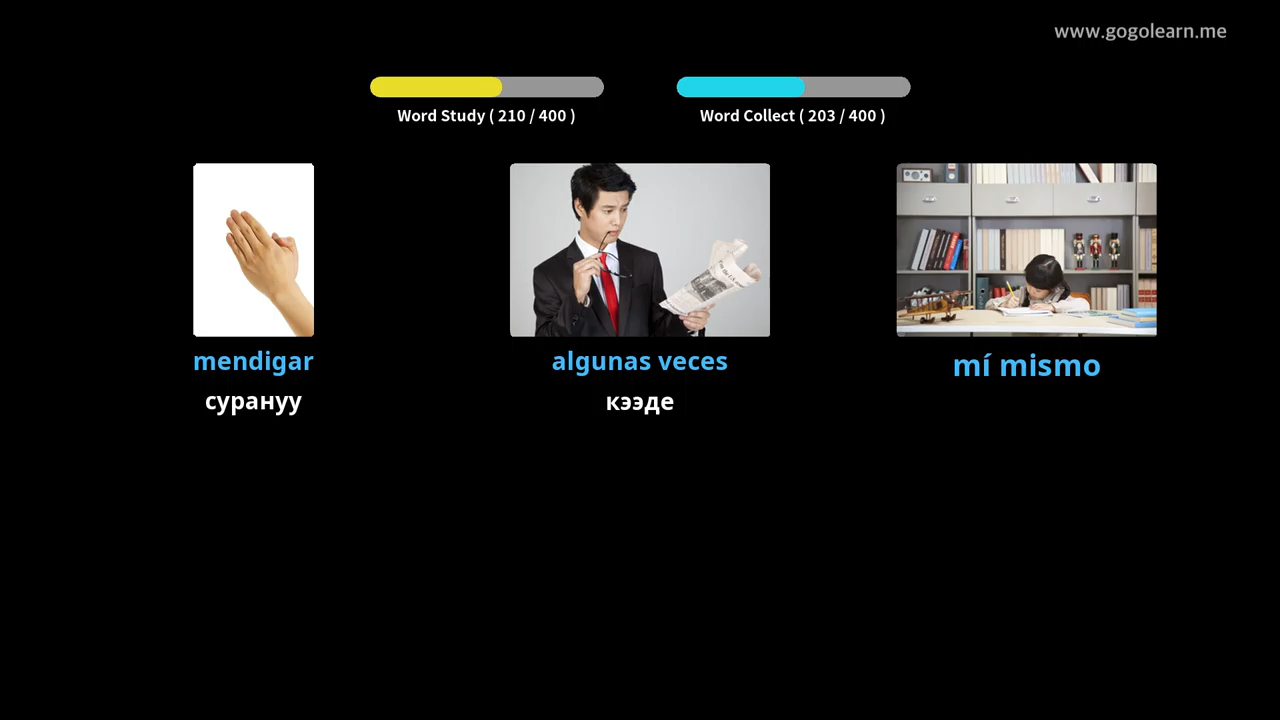 www.gogolearn.me
Word Study ( 210 / 400 )
Word Collect ( 203 / 400 )
mendigar
algunas veces
mí mismo
сурануу
кээде